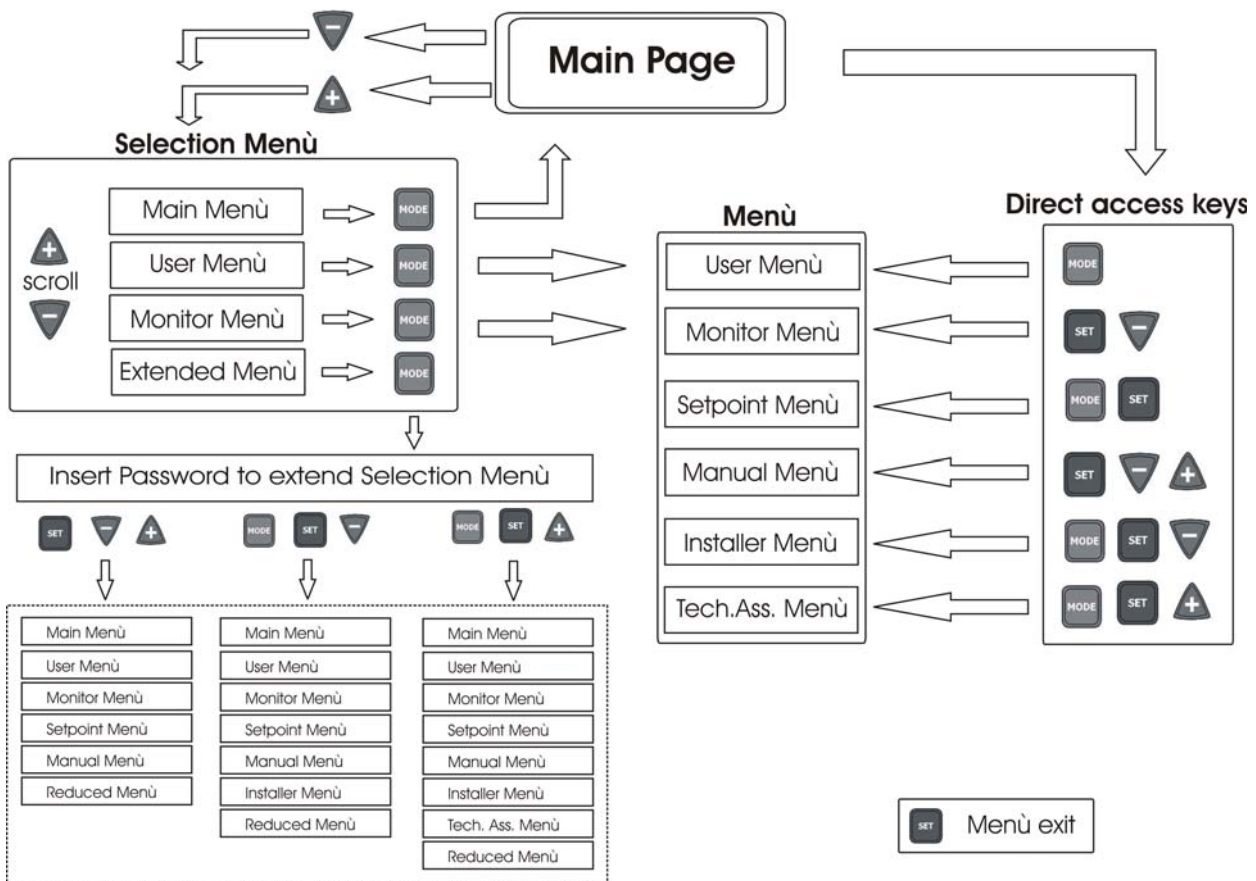 Main Page
−
+
Selection Menù
Main Menù
MODE
User Menù
MODE
Monitor Menù
MODE
Extended Menù
MODE
+
scroll
−
Insert Password to extend Selection Menù
SET − +
MODE SET −
MODE SET +
Main Menù
User Menù
Monitor Menù
Setpoint Menù
Manual Menù
Reduced Menù
Main Menù
User Menù
Monitor Menù
Setpoint Menù
Manual Menù
Installer Menù
Reduced Menù
Main Menù
User Menù
Monitor Menù
Setpoint Menù
Manual Menù
Installer Menù
Tech. Ass. Menù
Reduced Menù
Menù
User Menù
Monitor Menù
Setpoint Menù
Manual Menù
Installer Menù
Tech.Ass. Menù
Direct access keys
MODE
SET −
MODE SET
SET − +
MODE SET −
MODE SET +
SET Menù exit